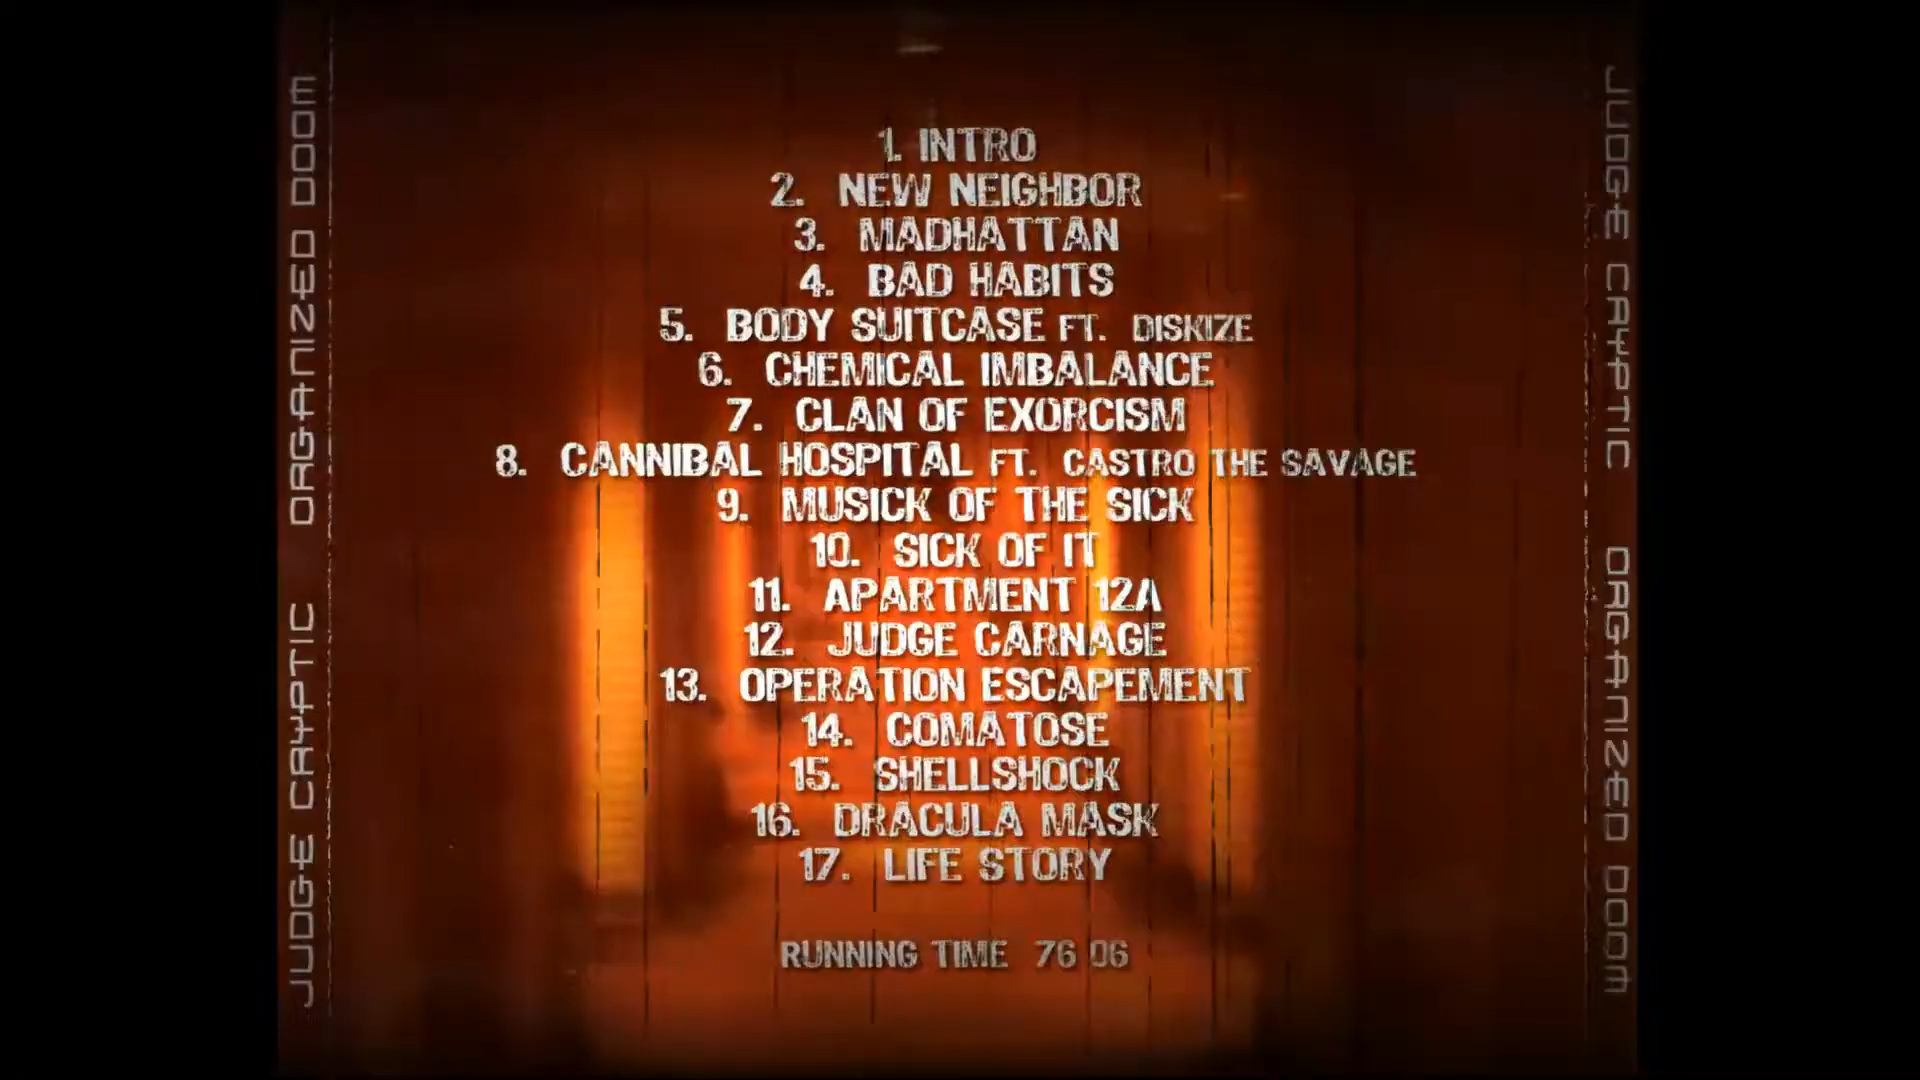 JUDGE CRYPTIC ORGANIZED DOOM
1. INTRO
2. NEW NEIGHBOR
3. MADHATTAN
4. BAD HABITS
5. BODY SUITCASE FT. DISKIZE
6. CHEMICAL IMBALANCE
7. CLAN OF EXORCISM
8. CANNIBAL HOSPITAL FT. CASTRO THE SAVAGE
9. MUSICK OF THE SICK
10. SICK OF IT
11. APARTMENT 12A
12. JUDGE CARNAGE
13. OPERATION ESCAPEMENT
14. COMATOSE
15. SHELLSHOCK
16. DRACULA MASK
17. LIFE STORY
RUNNING TIME 76 06
JUDGE CRYPTIC ORGANIZED DOOM